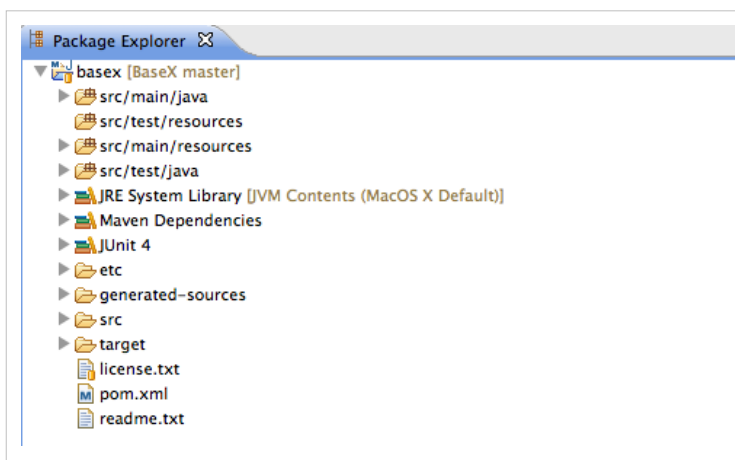 Package Explorer
basex [BaseX master]
src/main/java
src/test/resources
src/main/resources
src/test/java
JRE System Library [JVM Contents (MacOS X Default)]
Maven Dependencies
JUnit 4
etc
generated-sources
src
target
license.txt
pom.xml
readme.txt